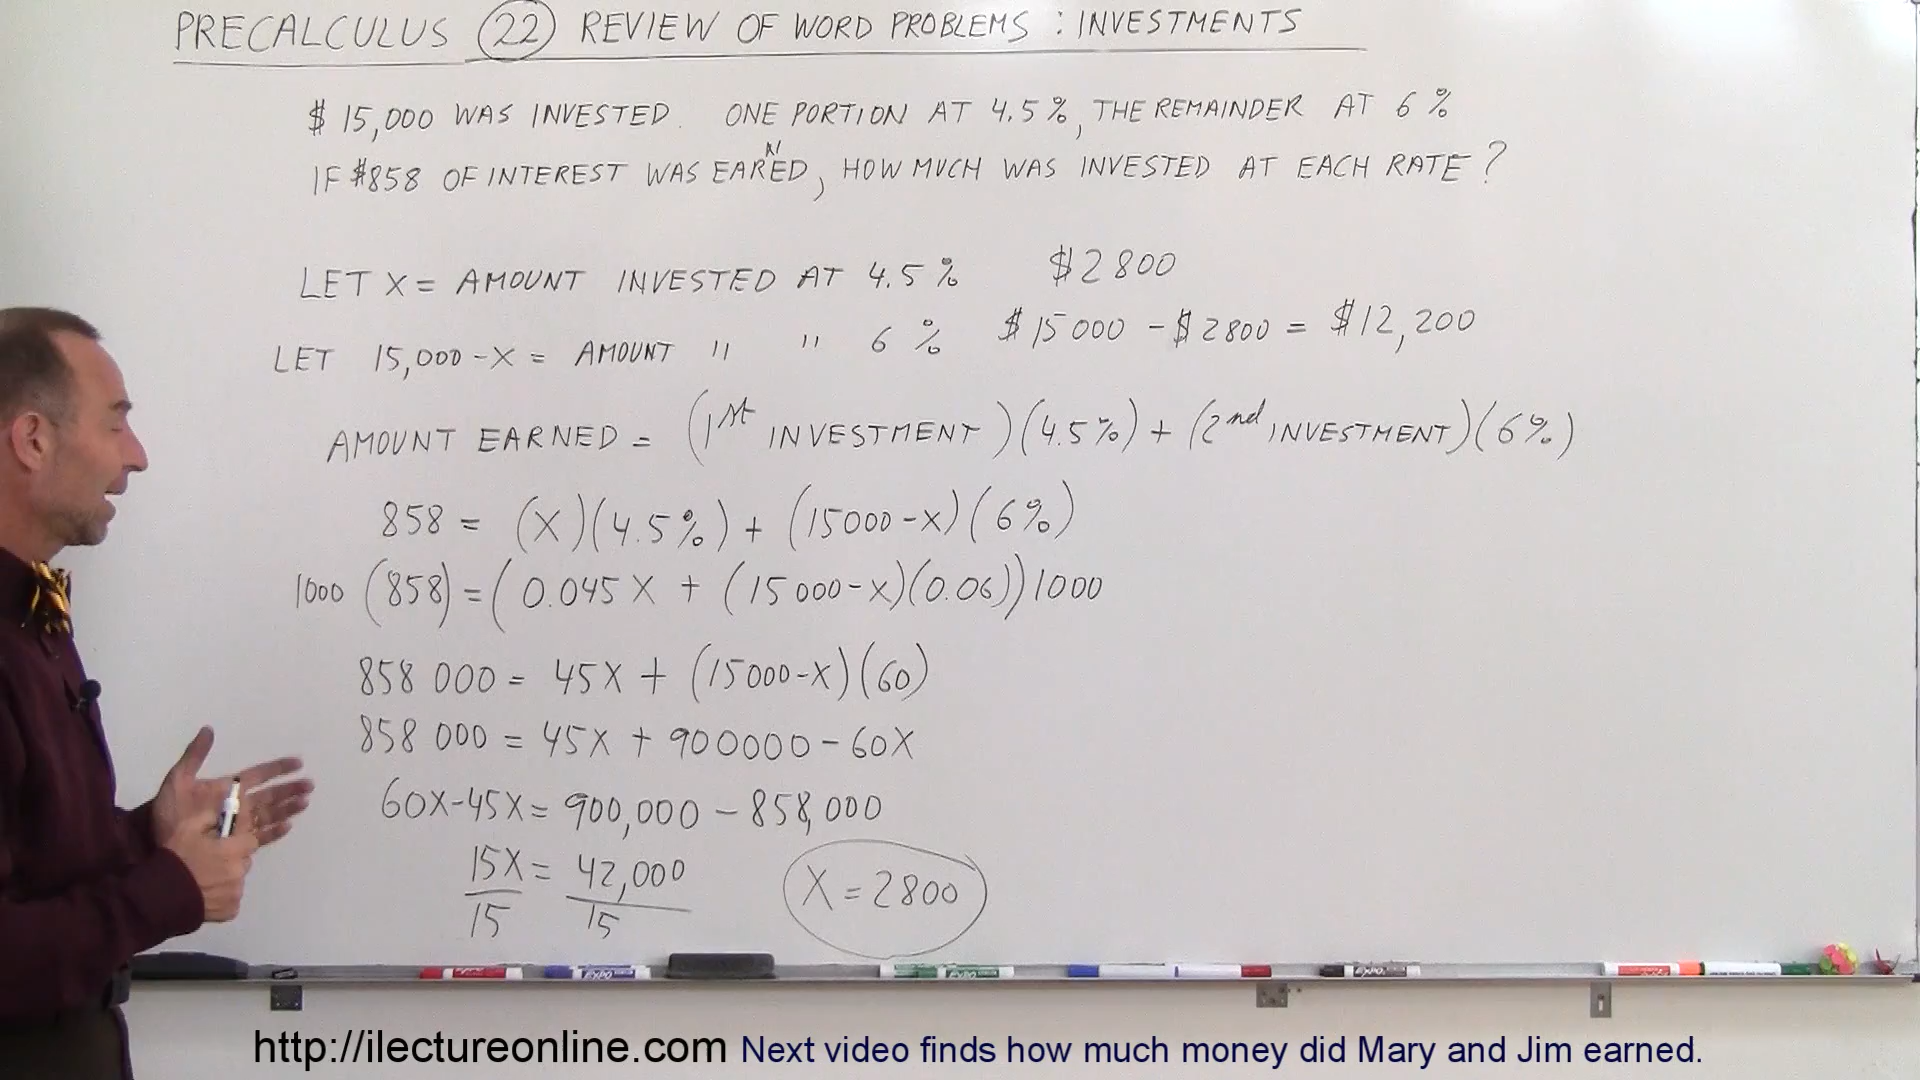 PRECALCULUS 22 REVIEW OF WORD PROBLEMS : INVESTMENTS
$ 15,000 WAS INVESTED. ONE PORTION AT 4.5%, THE REMAINDER AT 6%
N
IF $858 OF INTEREST WAS EARED, HOW MUCH WAS INVESTED AT EACH RATE?
LET X = AMOUNT INVESTED AT 4.5% $2800
LET 15,000-X = AMOUNT " " 6% $15000 - $2800 = $12,200
AMOUNT EARNED = (1st INVESTMENT)(4.5%) + (2nd INVESTMENT)(6%)
858 = (X)(4.5%) + (15000-X)(6%)
1000 (858) = (0.045X + (15000-X)(0.06))1000
858 000 = 45X + (15000-X)(60)
858 000 = 45X + 900000 - 60X
60X-45X = 900,000 - 858,000
15X = 42,000 X = 2800
15 15
http://ilectureonline.com Next video finds how much money did Mary and Jim earned.